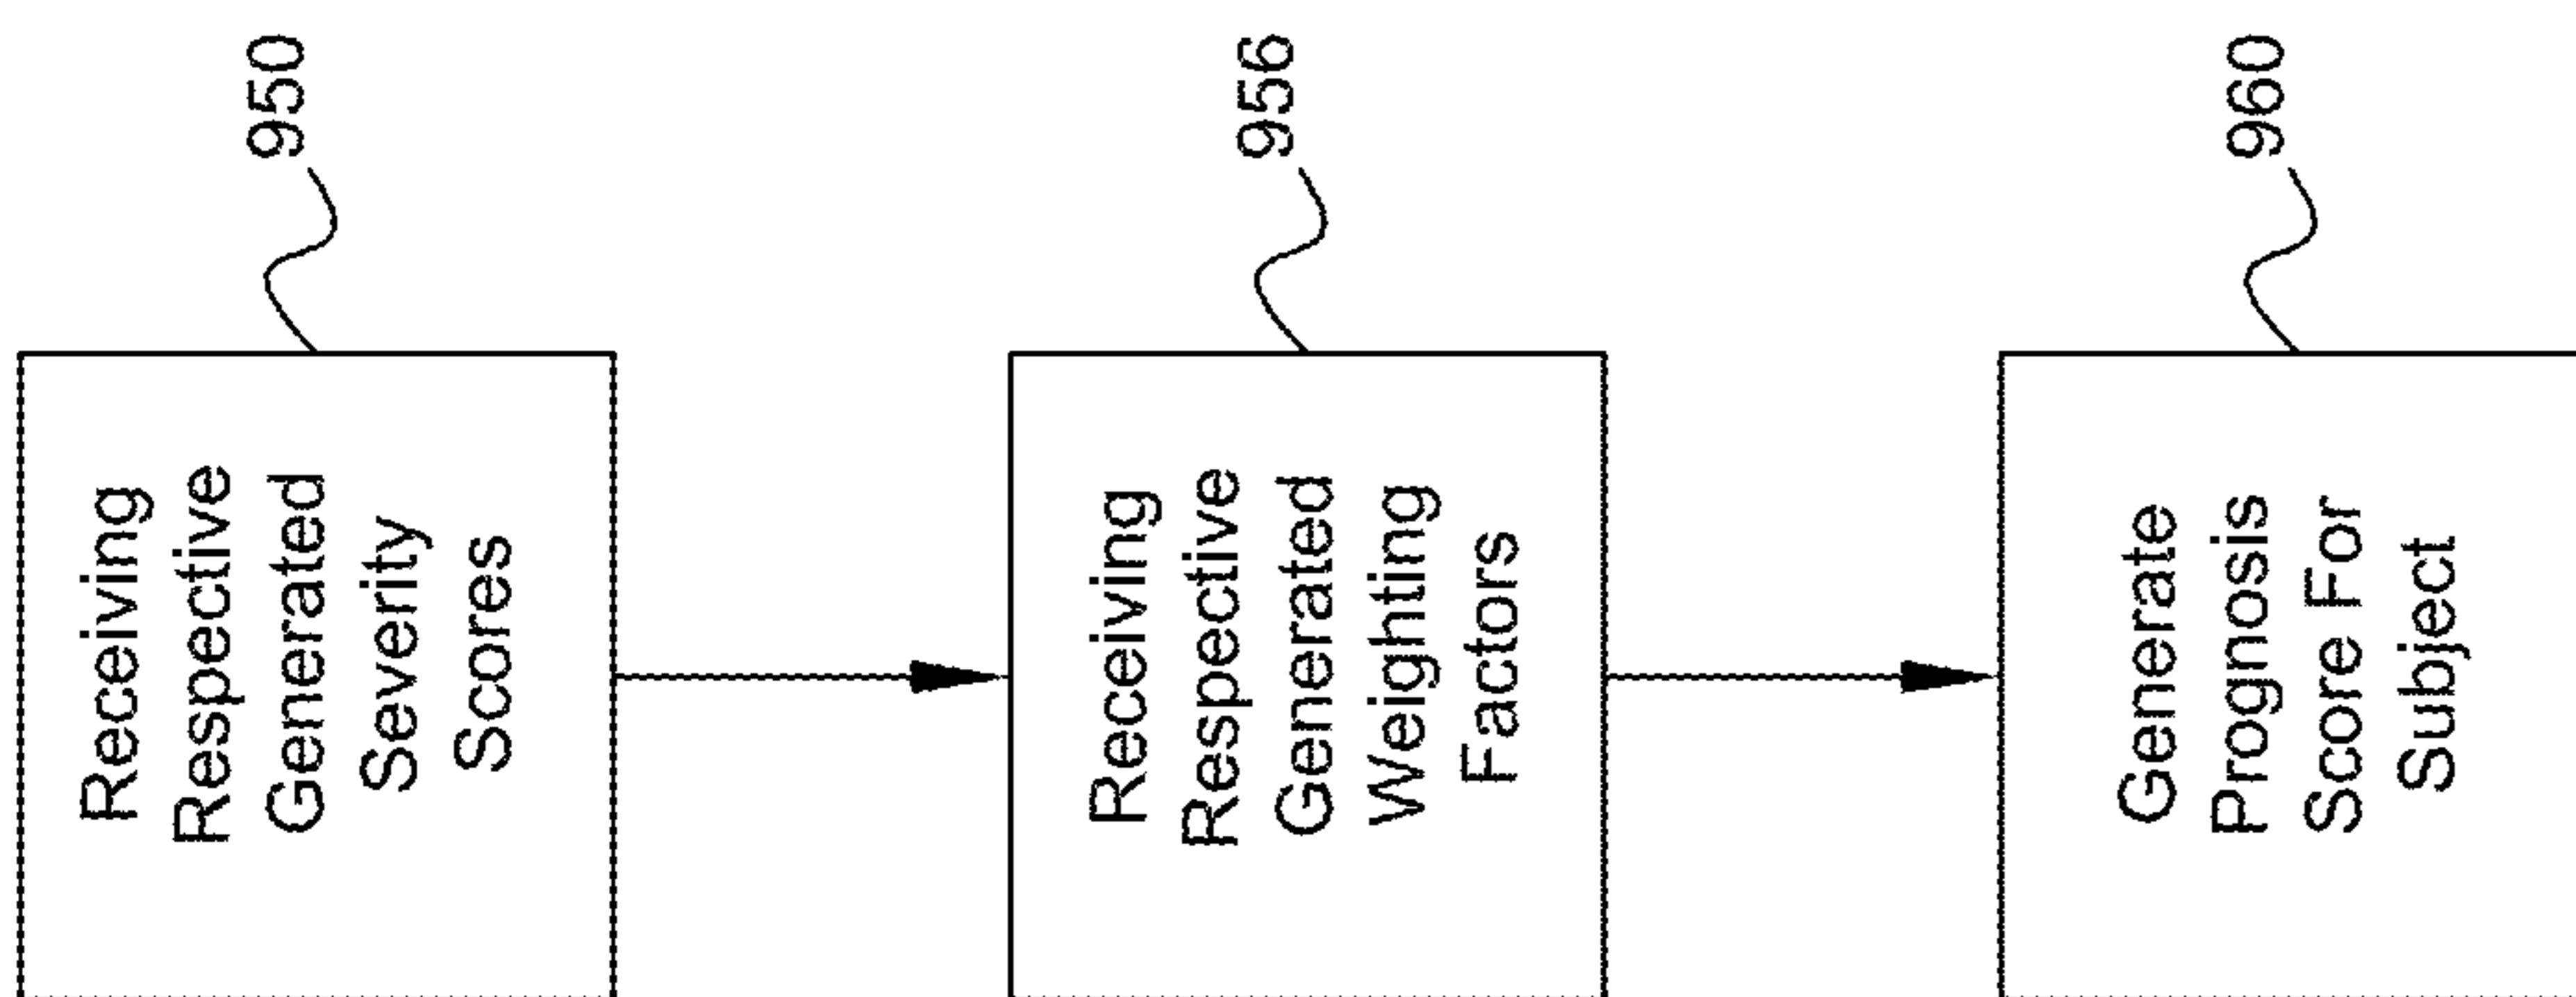 950
Receiving
Respective
Generated
Severity
Scores
956
Receiving
Respective
Generated
Weighting
Factors
960
Generate
Prognosis
Score For
Subject